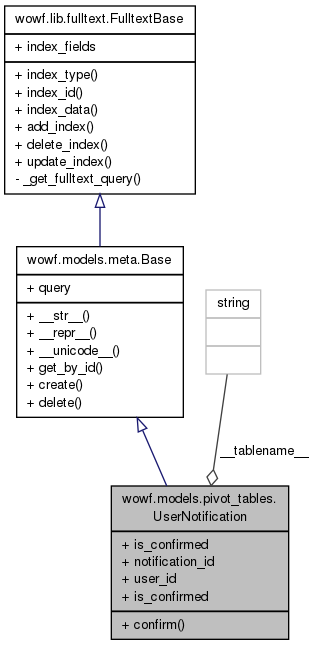 wowf.lib.fulltext.FulltextBase
+ index_fields
+ index_type()
+ index_id()
+ index_data()
+ add_index()
+ delete_index()
+ update_index()
- _get_fulltext_query()
wowf.models.meta.Base
+ query
+ __str__()
+ __repr__()
+ __unicode__()
+ get_by_id()
+ create()
+ delete()
string
__tablename__
wowf.models.pivot_tables.
UserNotification
+ is_confirmed
+ notification_id
+ user_id
+ is_confirmed
+ confirm()